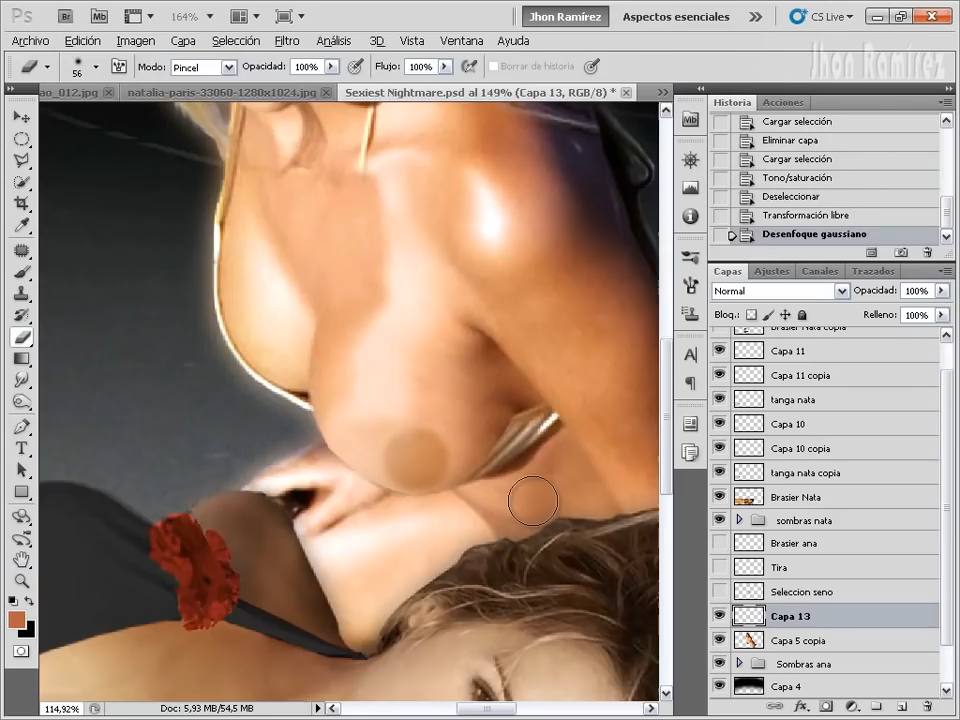 Ps Br Mb 164% Jhon Ramírez Aspectos esenciales CS Live
Archivo Edición Imagen Capa Selección Filtro Análisis 3D Vista Ventana Ayuda
56 Modo: Pincel Opacidad: 100% Flujo: 100% Borrar de historia
Jhon Ramírez
ao_012.jpg natalia-paris-33060-1280x1024.jpg Sexiest Nightmare.psd al 149% (Capa 13, RGB/8) *
Historia Acciones
Cargar selección
Eliminar capa
Cargar selección
Tono/saturación
Deseleccionar
Transformación libre
Desenfoque gaussiano
Capas Ajustes Canales Trazados
Normal Opacidad: 100%
Bloq.: Relleno: 100%
Brasier Nata copia
Capa 11
Capa 11 copia
tanga nata
Capa 10
Capa 10 copia
tanga nata copia
Brasier Nata
sombras nata
Brasier ana
Tira
Seleccion seno
Capa 13
Capa 5 copia
Sombras ana
Capa 4
114,92% Doc: 5,93 MB/54,5 MB